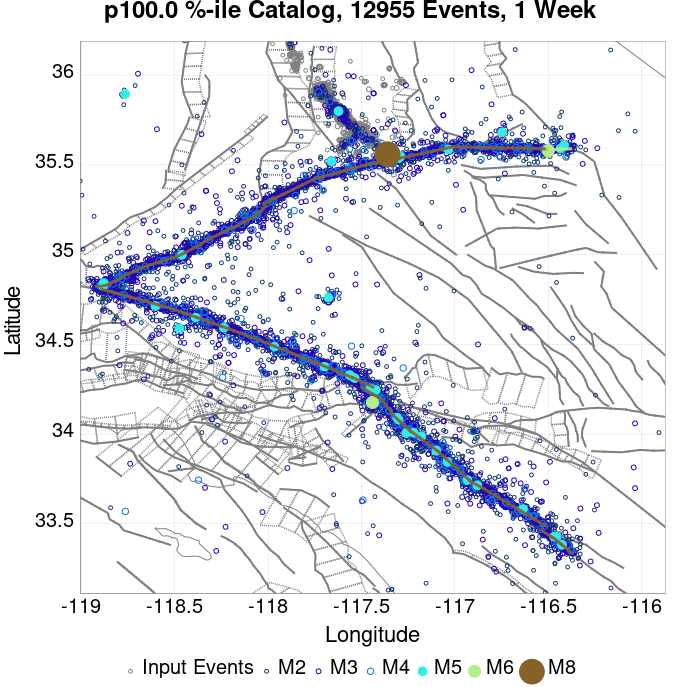 p100.0 %-ile Catalog, 12955 Events, 1 Week
36
35.5
35
34.5
34
33.5
Latitude
-119 -118.5 -118 -117.5 -117 -116.5 -116
Longitude
Input Events M2 M3 M4 M5 M6 M8